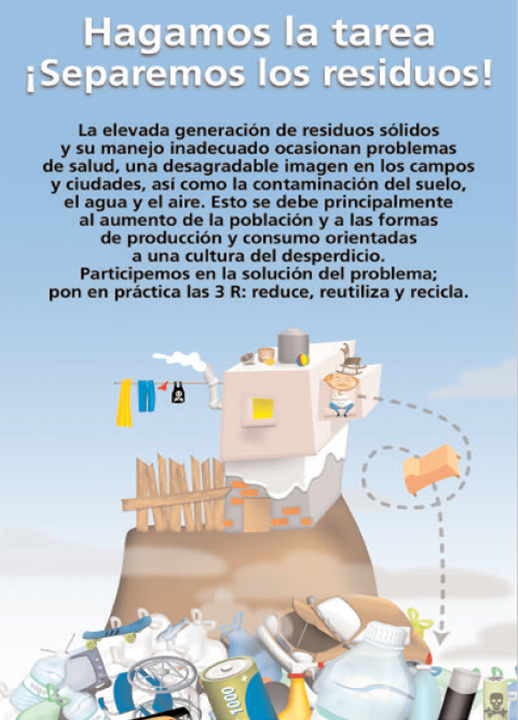 Hagamos la tarea
¡Separemos los residuos!
La elevada generación de residuos sólidos
y su manejo inadecuado ocasionan problemas
de salud, una desagradable imagen en los campos
y ciudades, así como la contaminación del suelo,
el agua y el aire. Esto se debe principalmente
al aumento de la población y a las formas
de producción y consumo orientadas
a una cultura del desperdicio.
Participemos en la solución del problema;
pon en práctica las 3 R: reduce, reutiliza y recicla.
1000